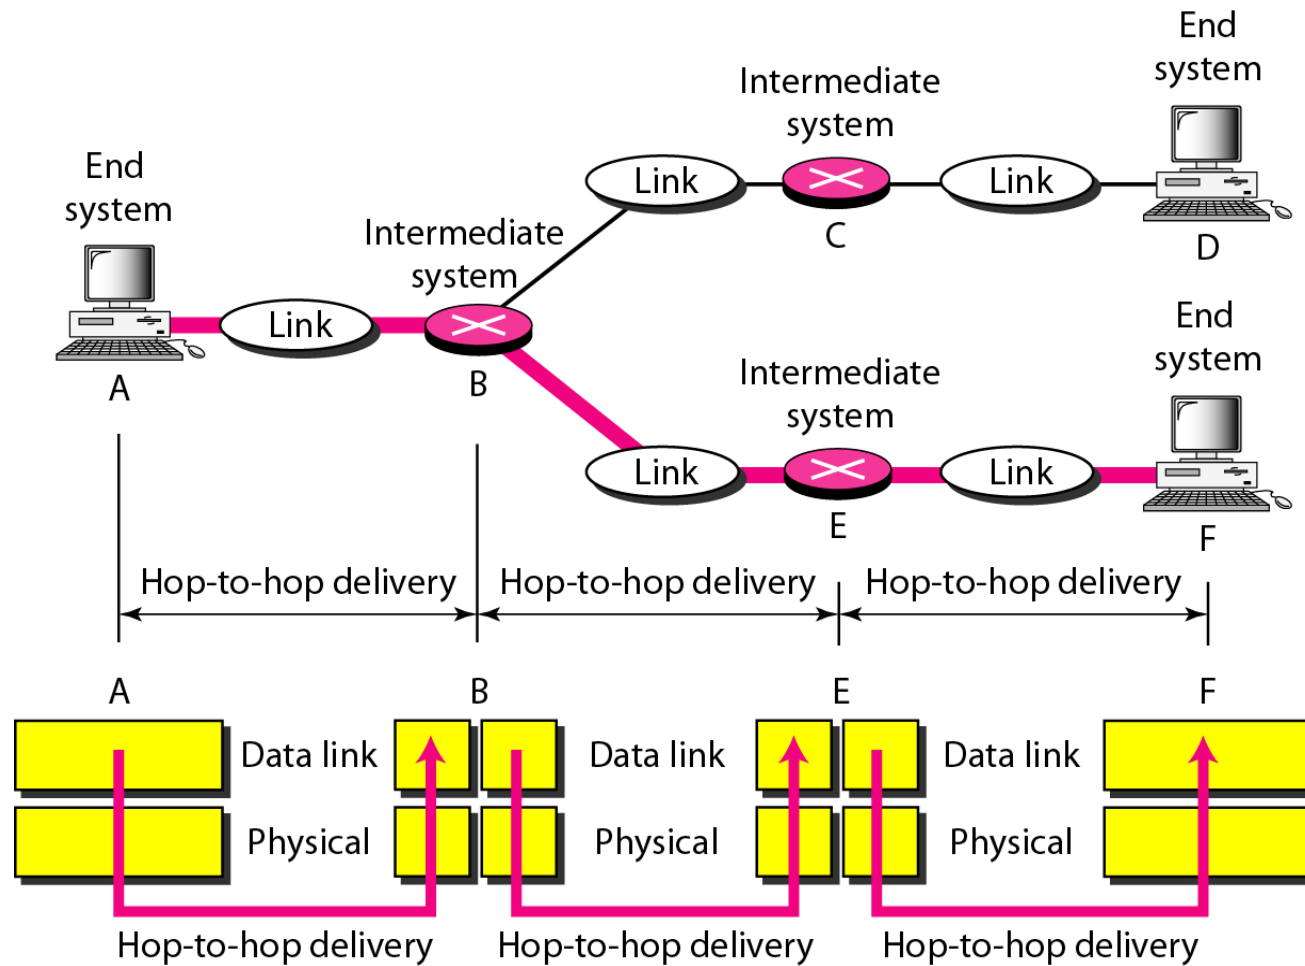 End
system
Intermediate
system
End
system
Link
Link
C
D
Intermediate
system
Link
A
B
End
system
Intermediate
system
Link
Link
E
F
Hop-to-hop delivery
Hop-to-hop delivery
Hop-to-hop delivery
A
B
E
F
Data link
Data link
Data link
Physical
Physical
Physical
Hop-to-hop delivery
Hop-to-hop delivery
Hop-to-hop delivery